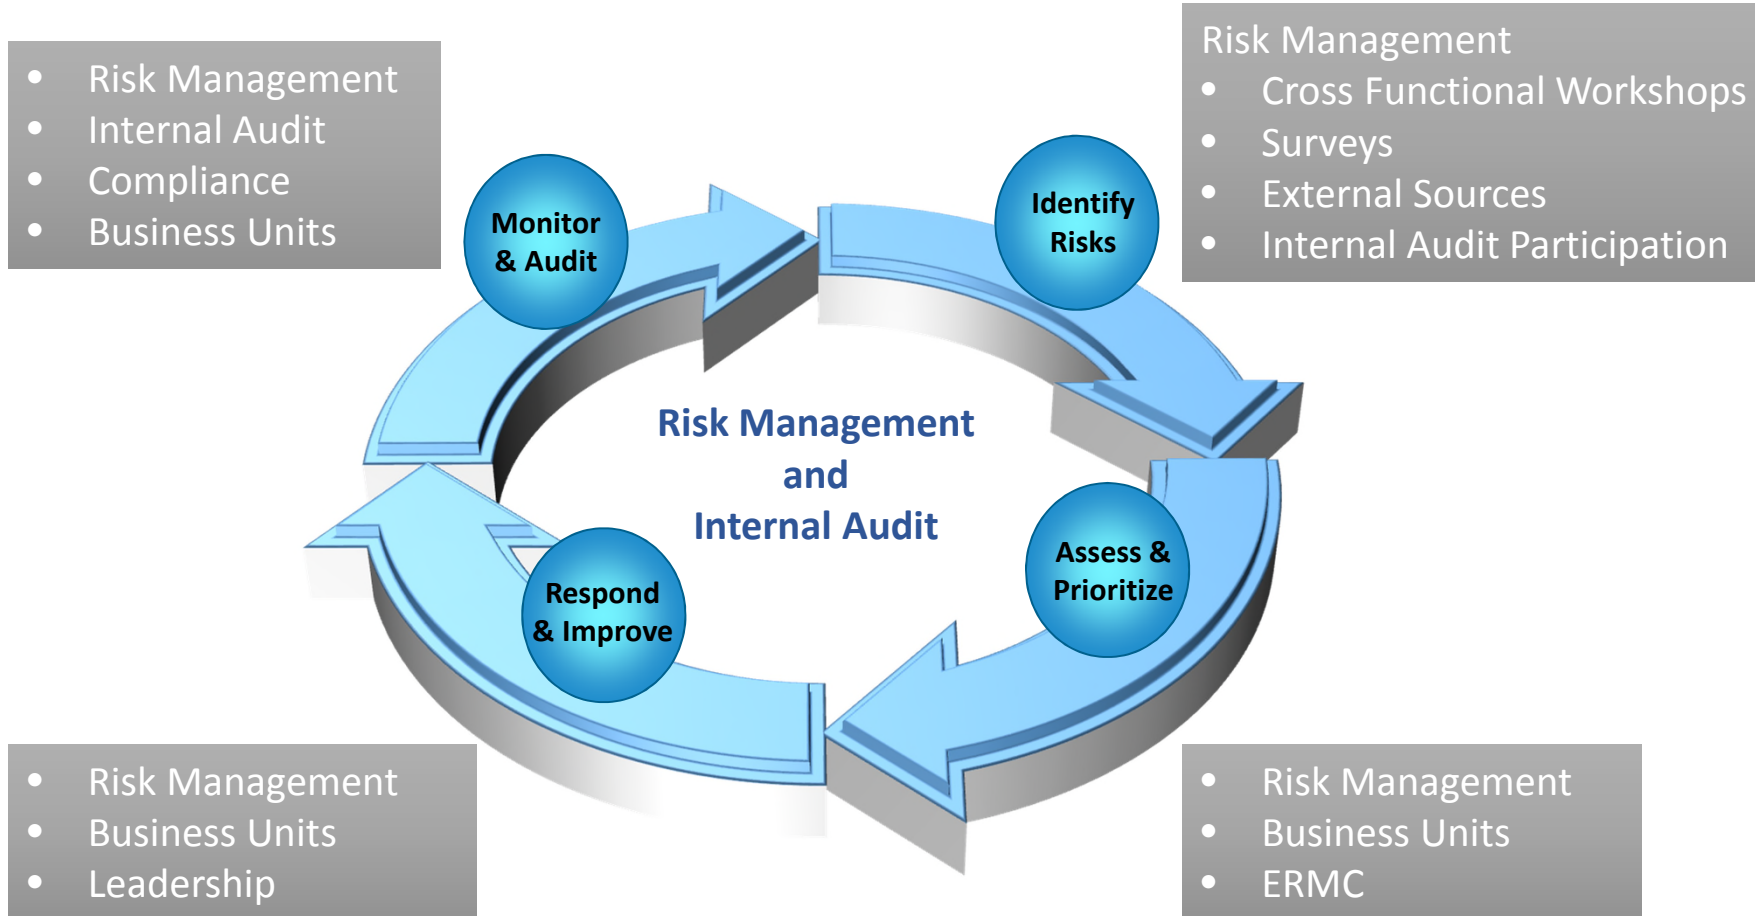 Risk Management
Internal Audit
Compliance
Business Units
Risk Management
Cross Functional Workshops
Surveys
External Sources
Internal Audit Participation
Monitor
& Audit
Identify
Risks
Risk Management
and
Internal Audit
Respond
& Improve
Assess &
Prioritize
Risk Management
Business Units
Leadership
Risk Management
Business Units
ERMC